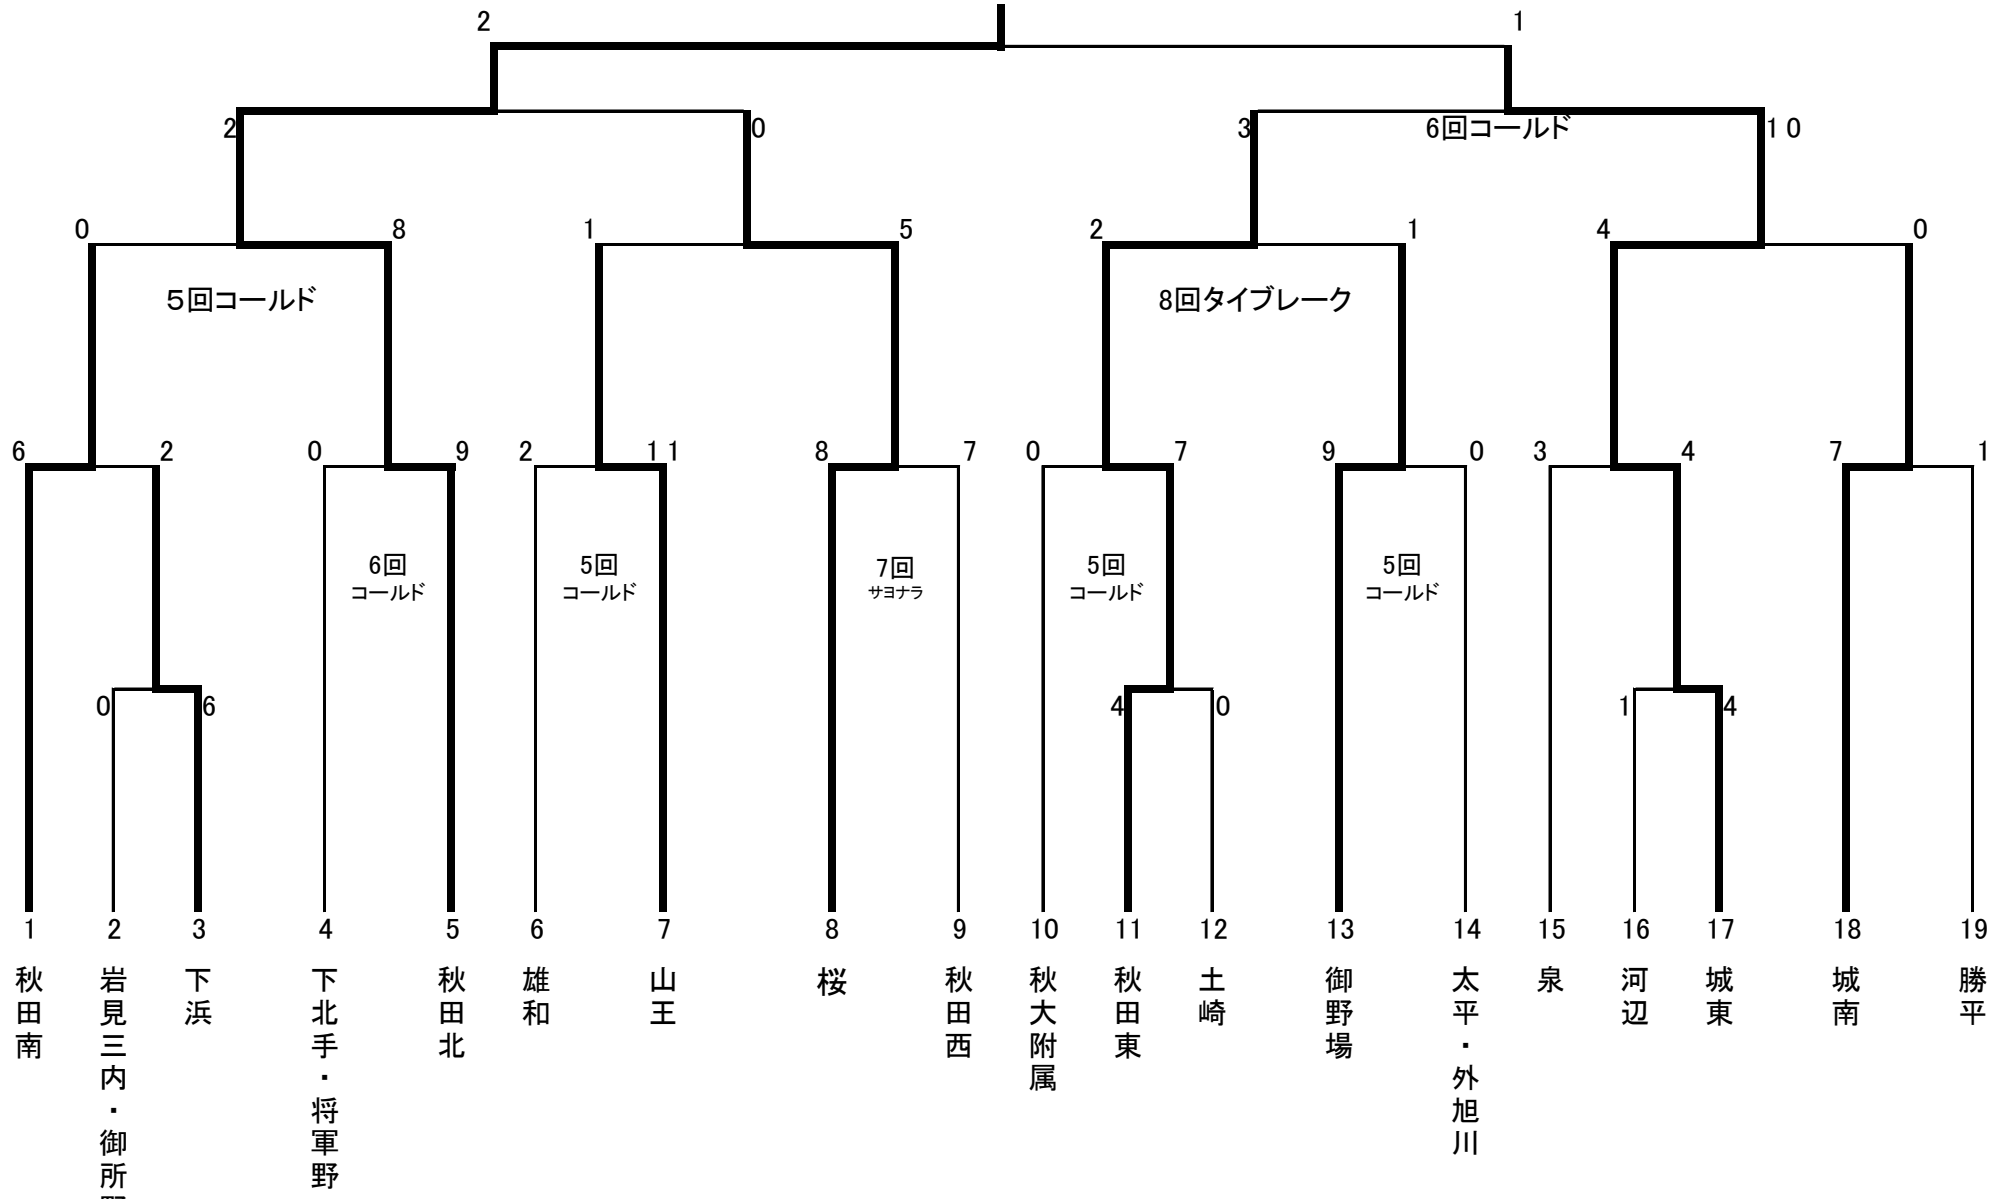 2 1
2 0 3 6回コールド 10
0 8 1 5 2 1 4 0
５回コールド 8回タイブレーク
6 2 0 9 2 11 8 7 0 7 9 0 3 4 7 1
6回 5回 7回 5回 5回
コールド コールド サヨナラ コールド コールド
0 6 4 0 1 4
1 2 3 4 5 6 7 8 9 10 11 12 13 14 15 16 17 18 19
秋田南
岩見三内・御所
下浜
下北手・将軍野
秋田北
雄和
山王
桜
秋田西
秋大附属
秋田東
土崎
御野場
太平・外旭川
泉
河辺
城東
城南
勝平